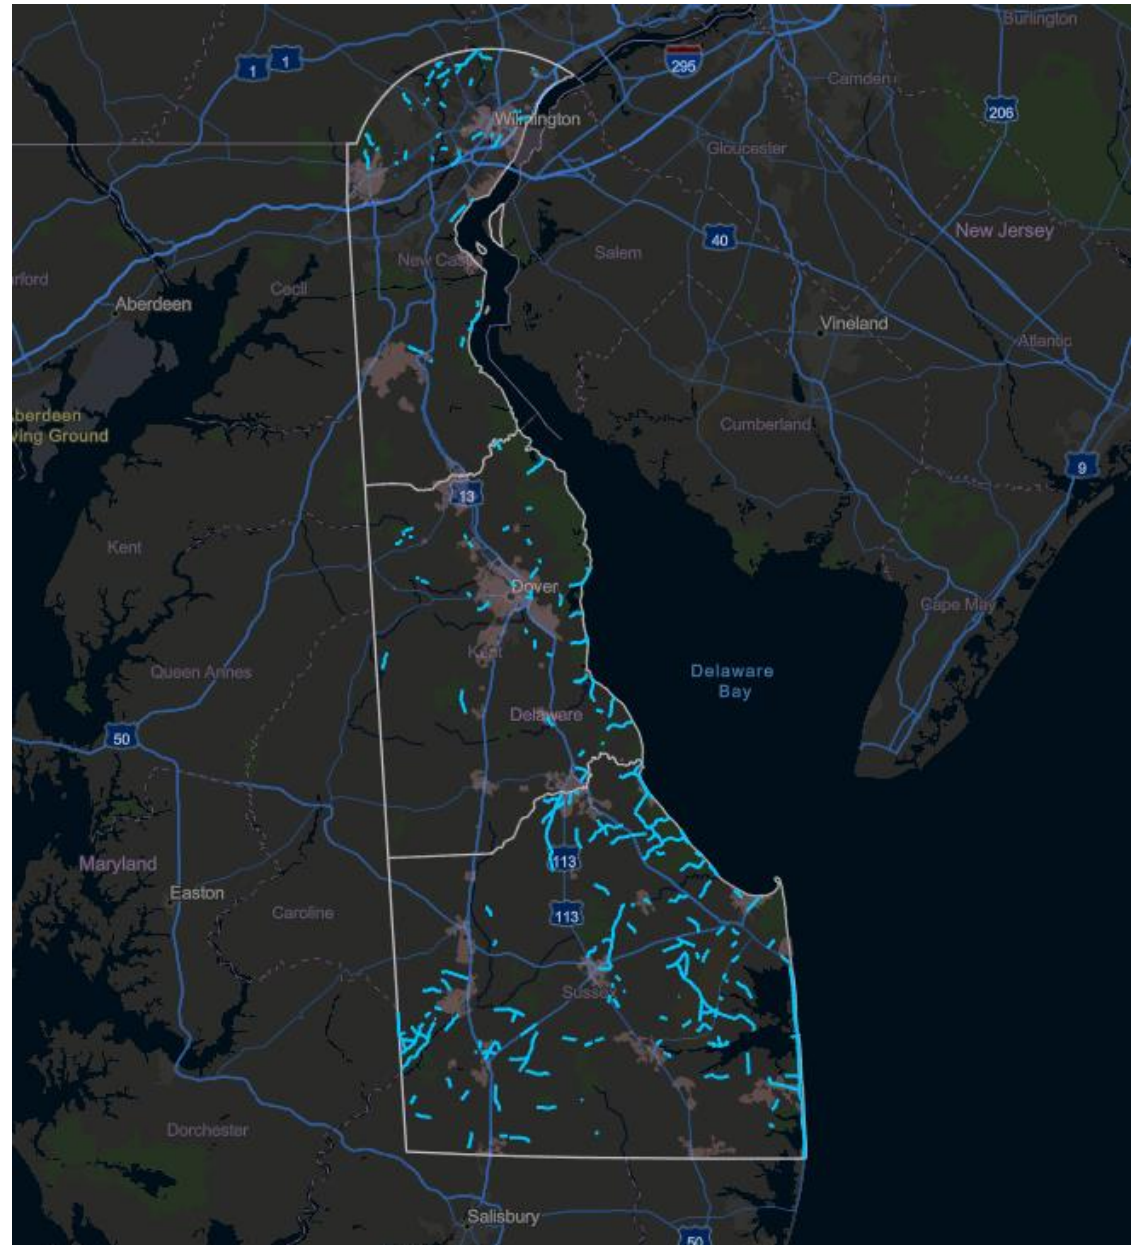 Burlington
1
1
295
Camden
206
Wilmington
Gloucester
New Jersey
40
Salem
New Cast
arford
Cecil
Aberdeen
Vineland
Atlantic
Aberdeen
ving Ground
Cumberland
9
13
Kent
Dover
Cape May
Kent
Queen Annes
Delaware
Bay
Delaware
50
Maryland
113
Easton
Caroline
113
Sussex
Dorchester
Salisbury
50